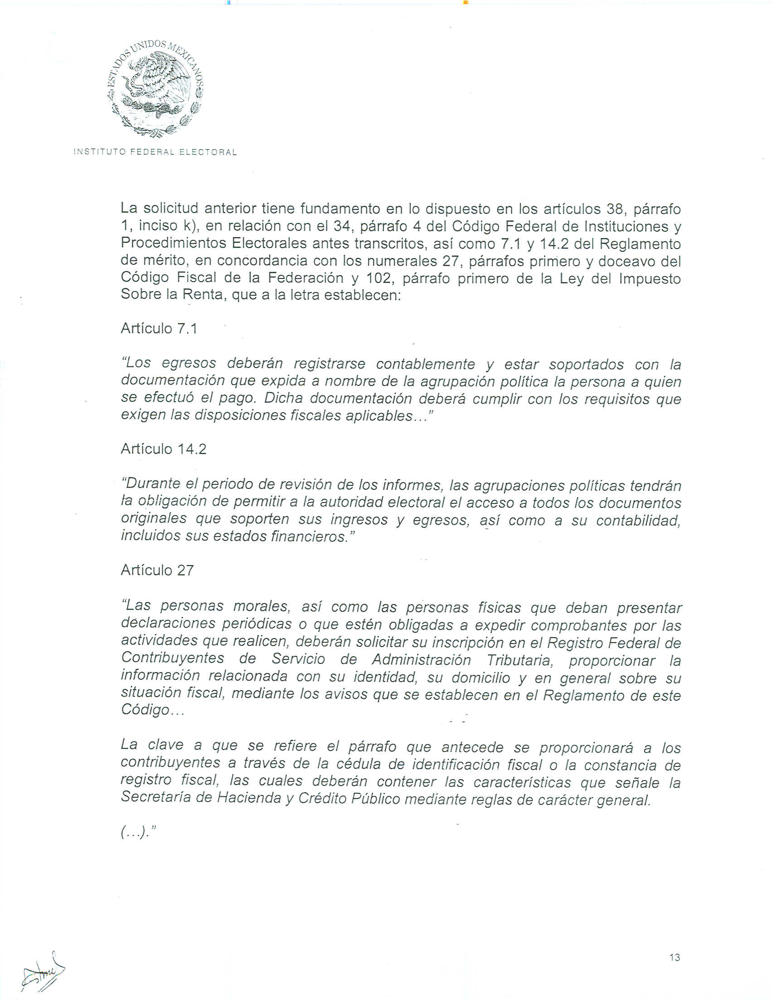 ESTADOS UNIDOS MEXICANOS
INSTITUTO FEDERAL ELECTORAL
La solicitud anterior tiene fundamento en lo dispuesto en los artículos 38, párrafo
1, inciso k), en relación con el 34, párrafo 4 del Código Federal de Instituciones y
Procedimientos Electorales antes transcritos, así como 7.1 y 14.2 del Reglamento
de mérito, en concordancia con los numerales 27, párrafos primero y doceavo del
Código Fiscal de la Federación y 102, párrafo primero de la Ley del Impuesto
Sobre la Renta, que a la letra establecen:
Artículo 7.1
“Los egresos deberán registrarse contablemente y estar soportados con la
documentación que expida a nombre de la agrupación política la persona a quien
se efectuó el pago. Dicha documentación deberá cumplir con los requisitos que
exigen las disposiciones fiscales aplicables...”
Artículo 14.2
“Durante el periodo de revisión de los informes, las agrupaciones políticas tendrán
la obligación de permitir a la autoridad electoral el acceso a todos los documentos
originales que soporten sus ingresos y egresos, así como a su contabilidad,
incluidos sus estados financieros.”
Artículo 27
“Las personas morales, así como las personas físicas que deban presentar
declaraciones periódicas o que estén obligadas a expedir comprobantes por las
actividades que realicen, deberán solicitar su inscripción en el Registro Federal de
Contribuyentes de Servicio de Administración Tributaria, proporcionar la
información relacionada con su identidad, su domicilio y en general sobre su
situación fiscal, mediante los avisos que se establecen en el Reglamento de este
Código...
La clave a que se refiere el párrafo que antecede se proporcionará a los
contribuyentes a través de la cédula de identificación fiscal o la constancia de
registro fiscal, las cuales deberán contener las características que señale la
Secretaría de Hacienda y Crédito Público mediante reglas de carácter general.
(...).”
13